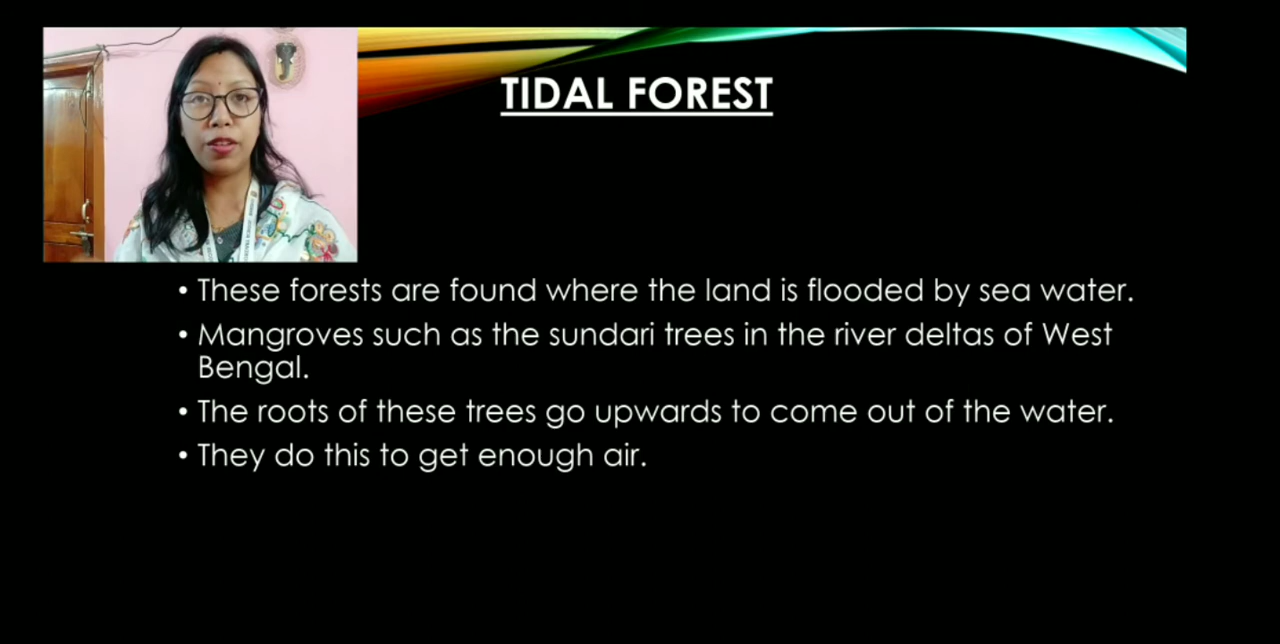 TIDAL FOREST
• These forests are found where the land is flooded by sea water.
• Mangroves such as the sundari trees in the river deltas of West
Bengal.
• The roots of these trees go upwards to come out of the water.
• They do this to get enough air.